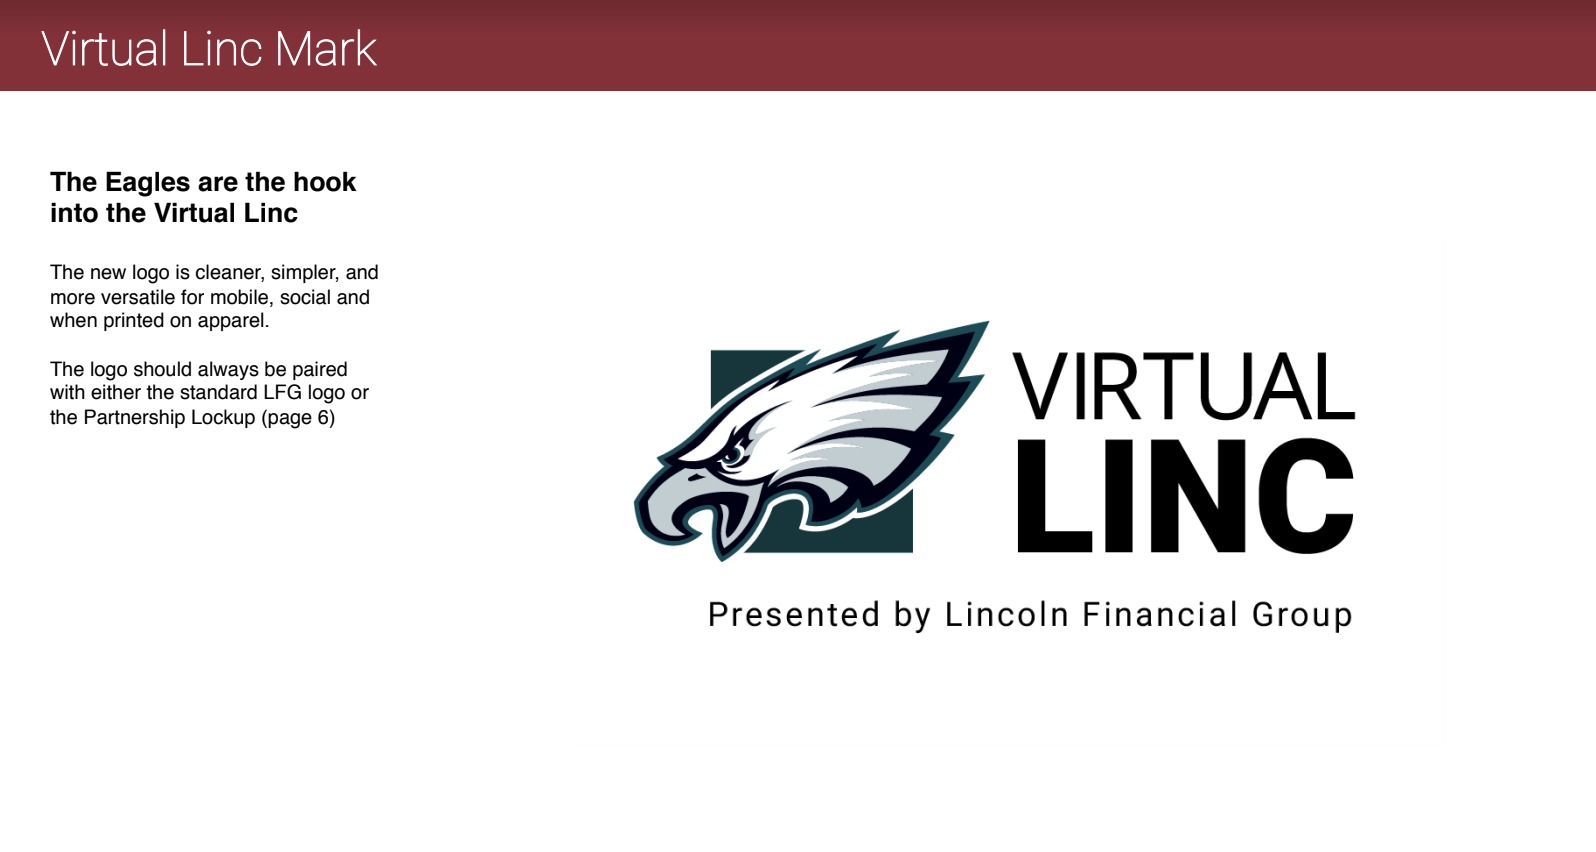 Virtual Linc Mark
The Eagles are the hook
into the Virtual Linc
The new logo is cleaner, simpler, and
more versatile for mobile, social and
when printed on apparel.
The logo should always be paired
with either the standard LFG logo or
the Partnership Lockup (page 6)
VIRTUAL
LINC
Presented by Lincoln Financial Group